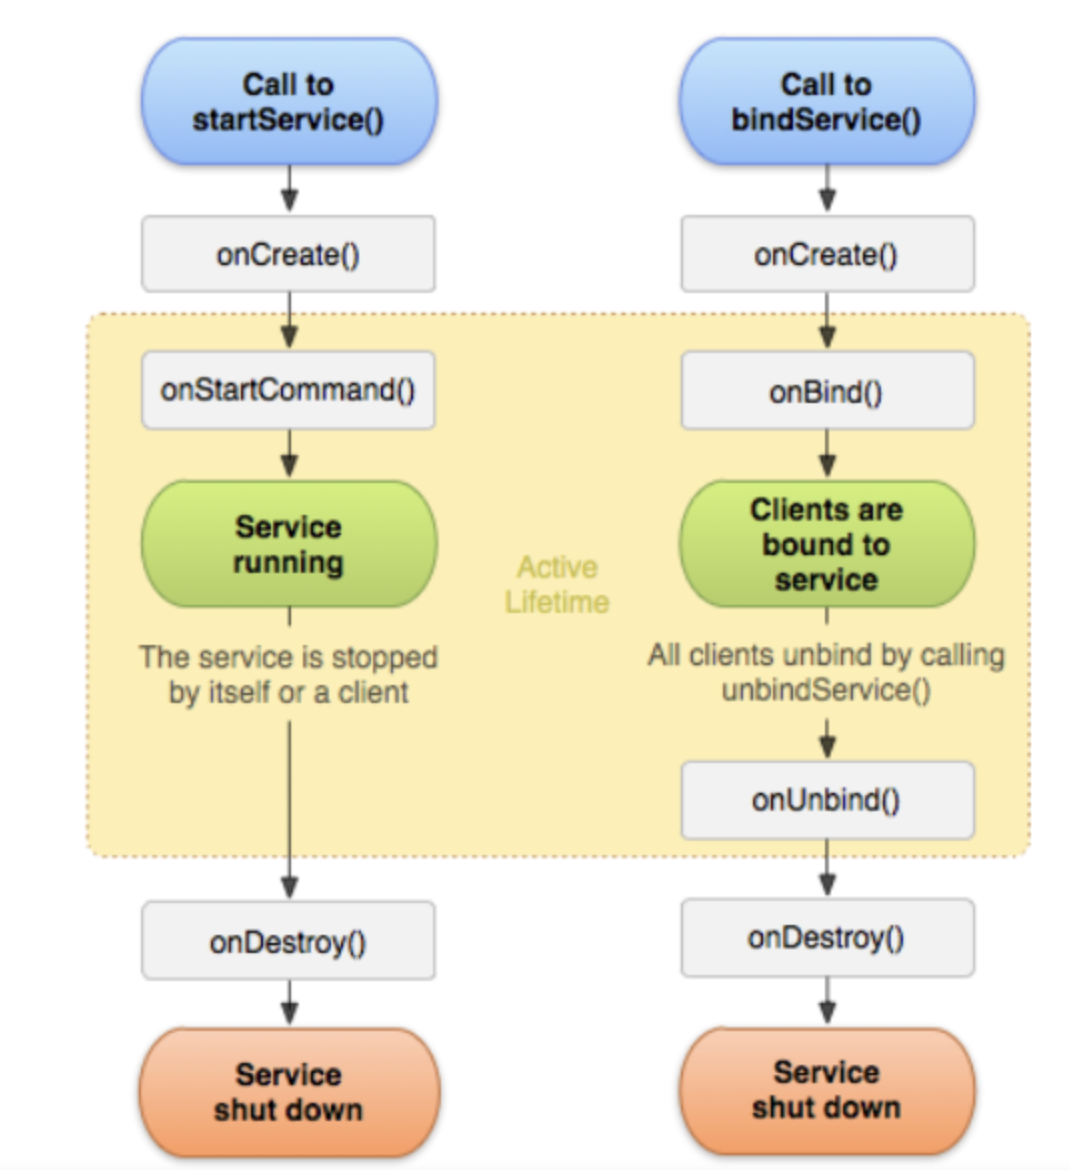 Call to
startService()
onCreate()
onStartCommand()
Service
running
The service is stopped
by itself or a client
onDestroy()
Service
shut down
Active
Lifetime
Call to
bindService()
onCreate()
onBind()
Clients are
bound to
service
All clients unbind by calling
unbindService()
onUnbind()
onDestroy()
Service
shut down